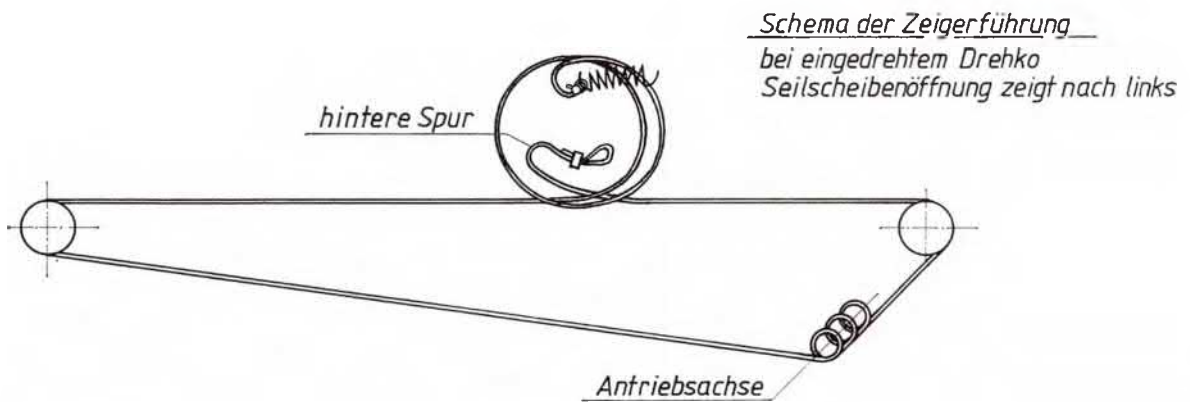 Schema der Zeigerführung
bei eingedrehtem Drehko
Seilscheibenöffnung zeigt nach links
hintere Spur
Antriebsachse